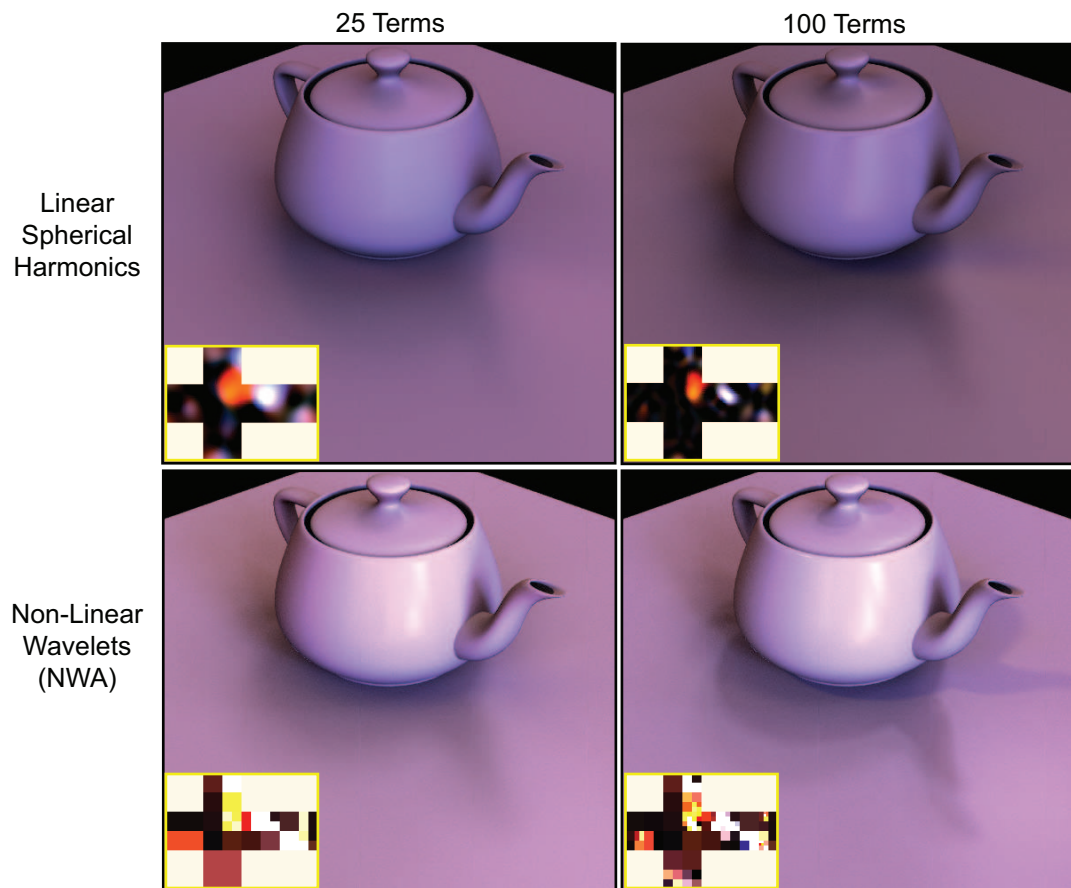 25 Terms
100 Terms
Linear
Spherical
Harmonics
Non-Linear
Wavelets
(NWA)